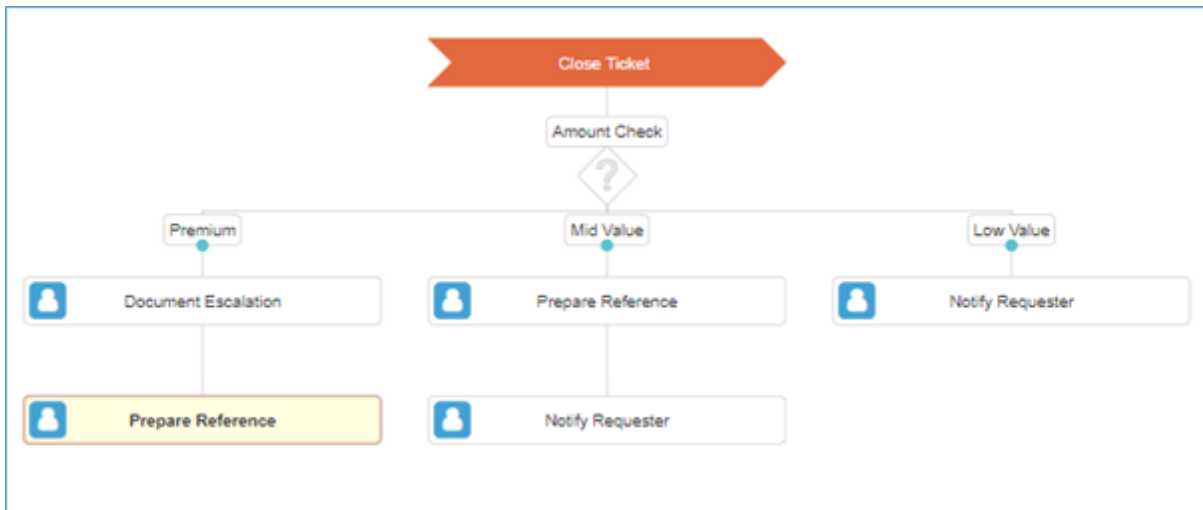 Close Ticket
Amount Check
?
Premium
Mid Value
Low Value
Document Escalation
Prepare Reference
Notify Requester
Prepare Reference
Notify Requester